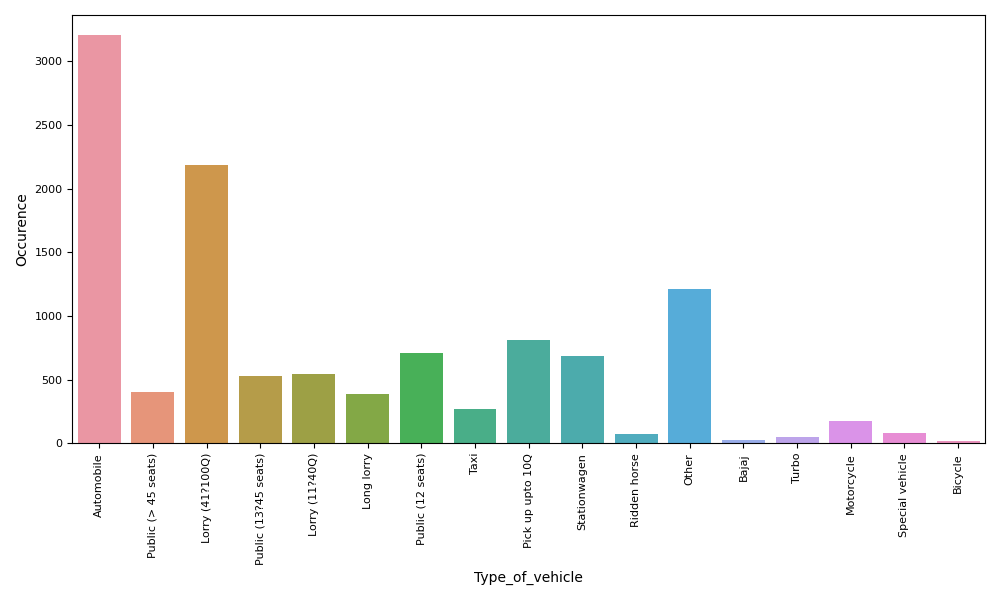 3000
2500
2000
1500
1000
500
0
Occurence
Automobile
Public (> 45 seats)
Lorry (41?100Q)
Public (13?45 seats)
Lorry (11?40Q)
Long lorry
Public (12 seats)
Taxi
Pick up upto 10Q
Stationwagen
Ridden horse
Other
Bajaj
Turbo
Motorcycle
Special vehicle
Bicycle
Type_of_vehicle